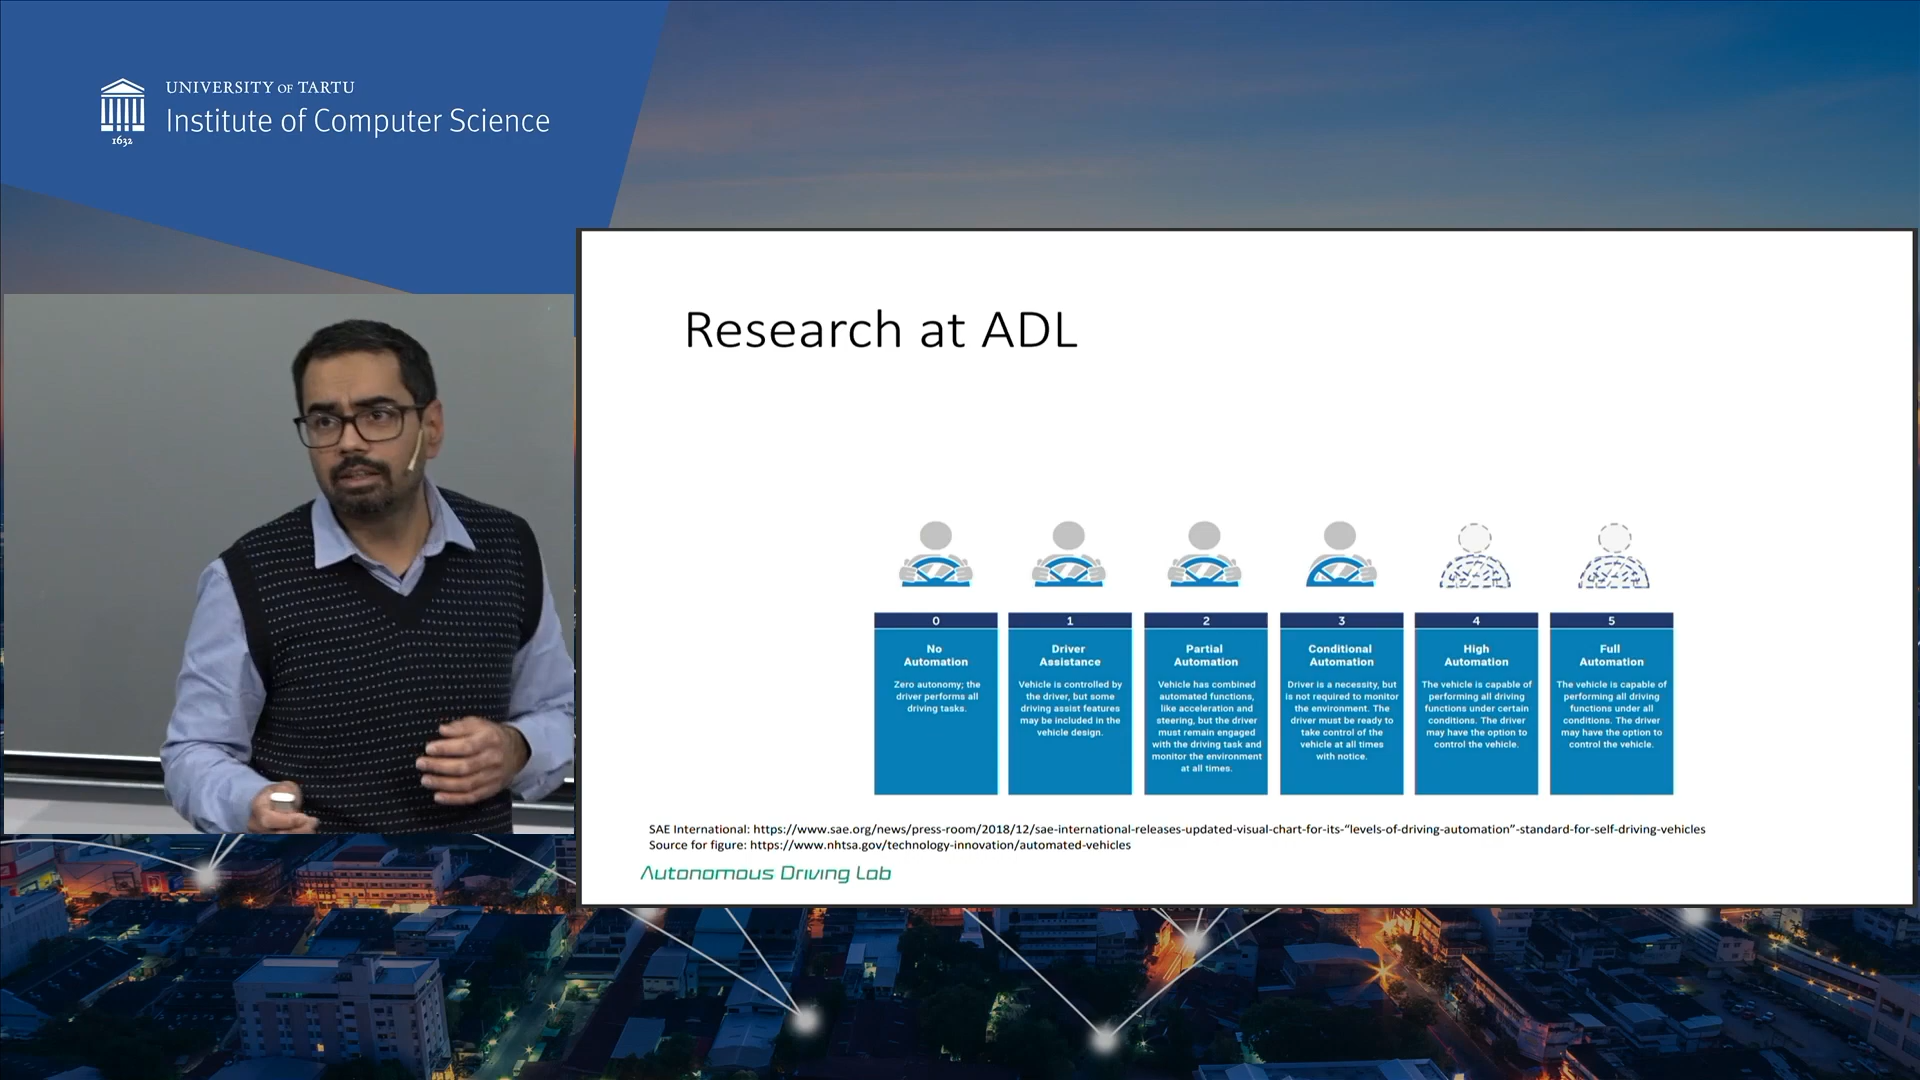 UNIVERSITY OF TARTU
Institute of Computer Science
1632
Research at ADL
0
No
Automation
Zero autonomy; the
driver performs all
driving tasks.
1
Driver
Assistance
Vehicle is controlled by
the driver, but some
driving assist features
may be included in the
vehicle design.
2
Partial
Automation
Vehicle has combined
automated functions,
like acceleration and
steering, but the driver
must remain engaged
with the driving task and
monitor the environment
at all times.
3
Conditional
Automation
Driver is a necessity, but
is not required to monitor
the environment. The
driver must be ready to
take control of the
vehicle at all times
with notice.
4
High
Automation
The vehicle is capable of
performing all driving
functions under certain
conditions. The driver
may have the option to
control the vehicle.
5
Full
Automation
The vehicle is capable of
performing all driving
functions under all
conditions. The driver
may have the option to
control the vehicle.
SAE International: https://www.sae.org/news/press-room/2018/12/sae-international-releases-updated-visual-chart-for-its-“levels-of-driving-automation”-standard-for-self-driving-vehicles
Source for figure: https://www.nhtsa.gov/technology-innovation/automated-vehicles
Autonomous Driving Lab